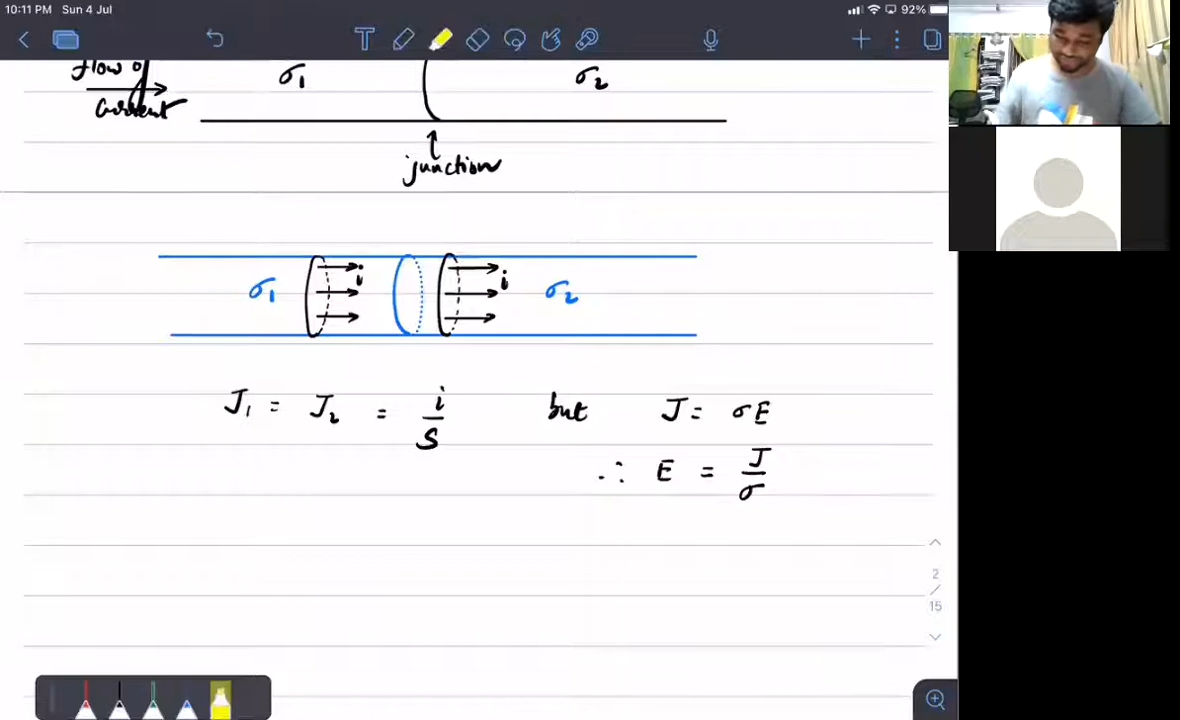 10:11 PM Sun 4 Jul 92%
flow of
current
σ₁ σ₂
junction
σ₁ i i σ₂
J₁ = J₂ = i/S but J = σE
∴ E = J/σ
2
/
15